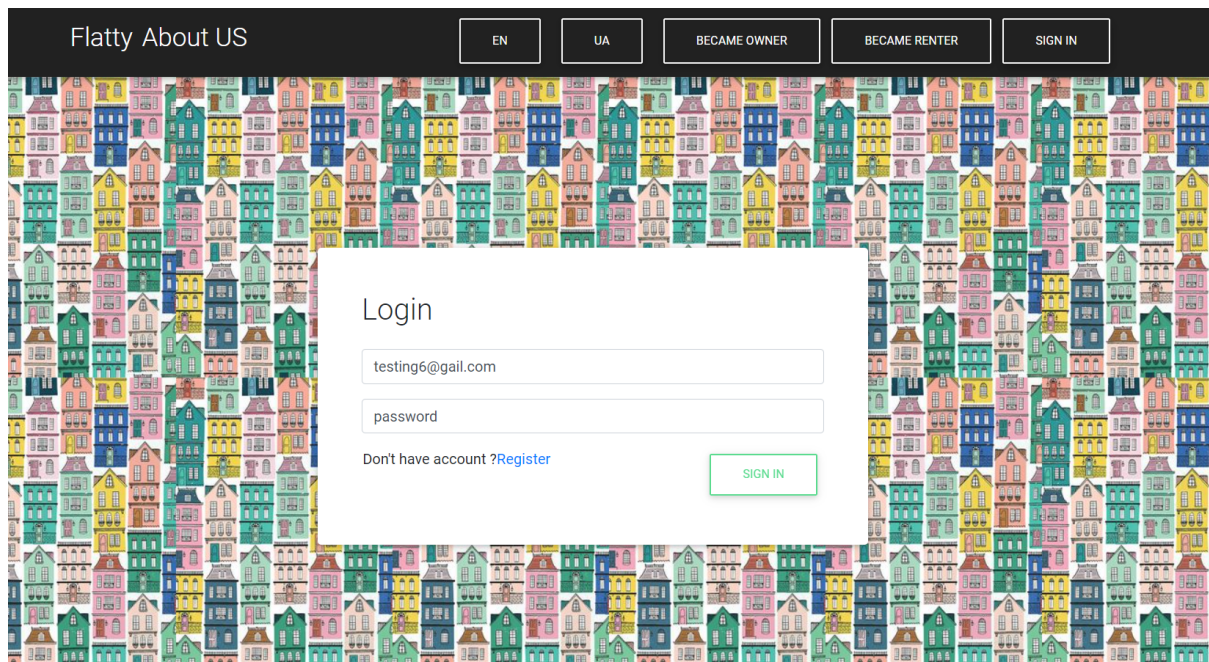 Flatty About US EN UA BECAME OWNER BECAME RENTER SIGN IN
Login
testing6@gail.com
password
Don't have account ?Register
SIGN IN